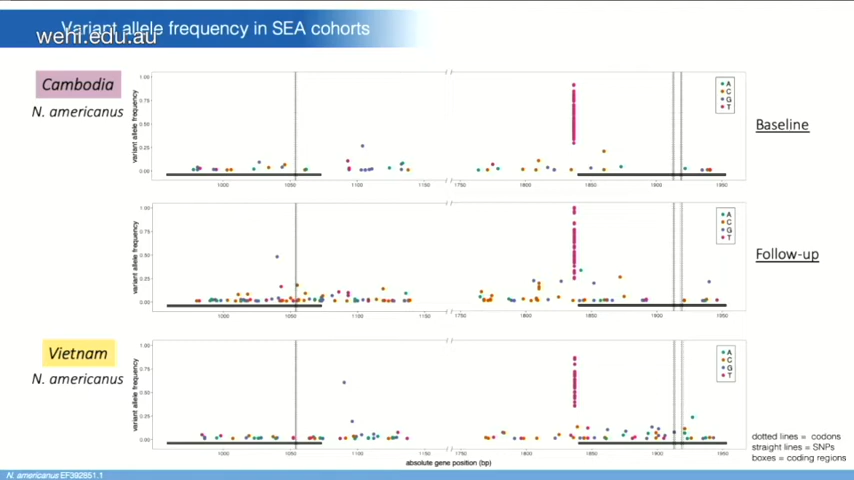 Variant allele frequency in SEA cohorts
wehi.edu.au
Cambodia
N. americanus
variant allele frequency
1.00
0.75
0.50
0.25
0.00
1000
1050
1100
1150
1750
1800
1850
1900
1950
A
C
G
T
Baseline
variant allele frequency
1.00
0.75
0.50
0.25
0.00
1000
1050
1100
1150
1750
1800
1850
1900
1950
A
C
G
T
Follow-up
Vietnam
N. americanus
variant allele frequency
1.00
0.75
0.50
0.25
0.00
1000
1050
1100
1150
1750
1800
1850
1900
1950
A
C
G
T
absolute gene position (bp)
dotted lines = codons
straight lines = SNPs
boxes = coding regions
N. americanus EF392851.1